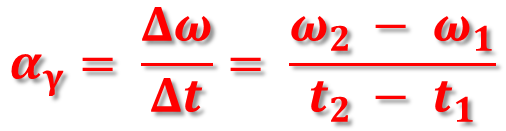 α_γ = Δω / Δt = (ω₂ − ω₁) / (t₂ − t₁)